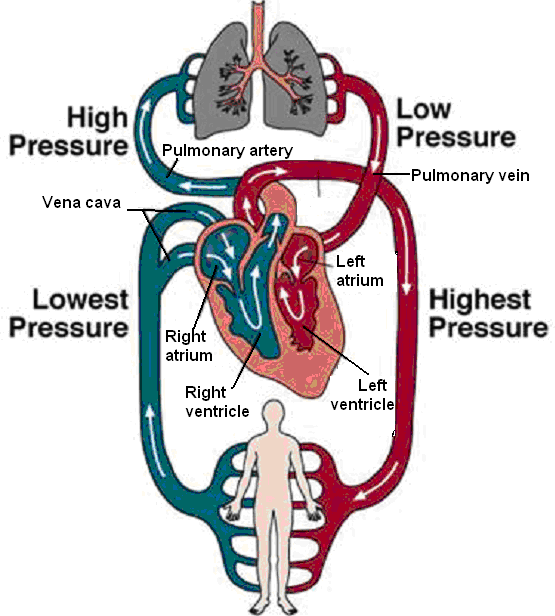 High
Pressure
Low
Pressure
Pulmonary artery
Pulmonary vein
Vena cava
Left
atrium
Lowest
Pressure
Highest
Pressure
Right
atrium
Right
ventricle
Left
ventricle